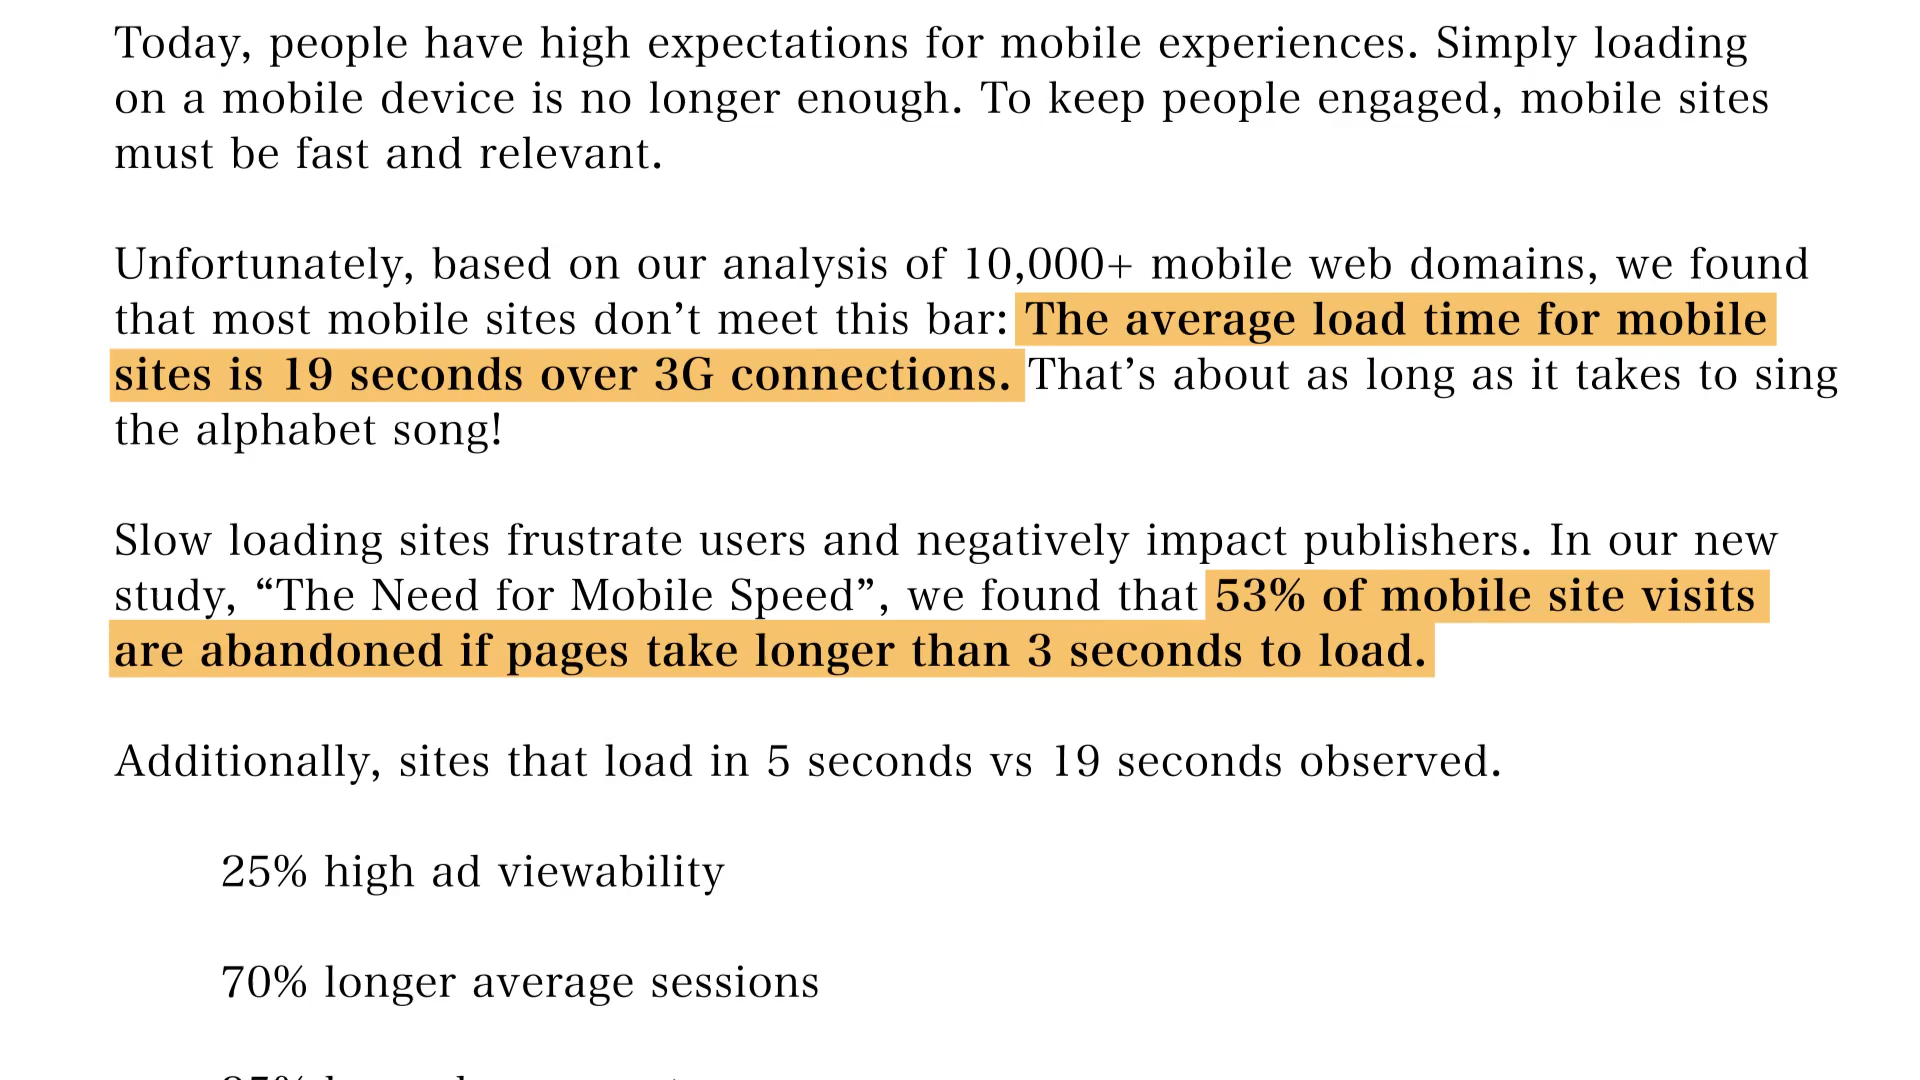 Today, people have high expectations for mobile experiences. Simply loading
on a mobile device is no longer enough. To keep people engaged, mobile sites
must be fast and relevant.
Unfortunately, based on our analysis of 10,000+ mobile web domains, we found
that most mobile sites don’t meet this bar: The average load time for mobile
sites is 19 seconds over 3G connections. That’s about as long as it takes to sing
the alphabet song!
Slow loading sites frustrate users and negatively impact publishers. In our new
study, “The Need for Mobile Speed”, we found that 53% of mobile site visits
are abandoned if pages take longer than 3 seconds to load.
Additionally, sites that load in 5 seconds vs 19 seconds observed.
25% high ad viewability
70% longer average sessions